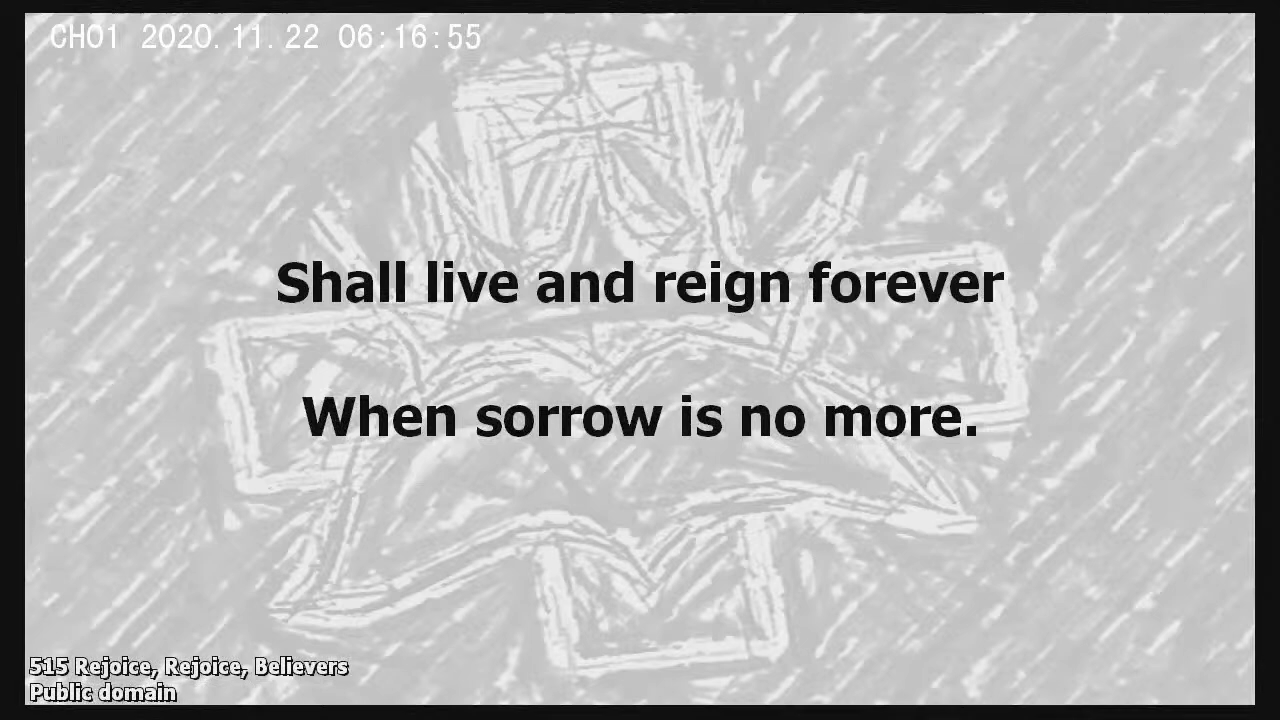 CH01 2020.11.22 06:16:55
Shall live and reign forever
When sorrow is no more.
515 Rejoice, Rejoice, Believers
Public domain